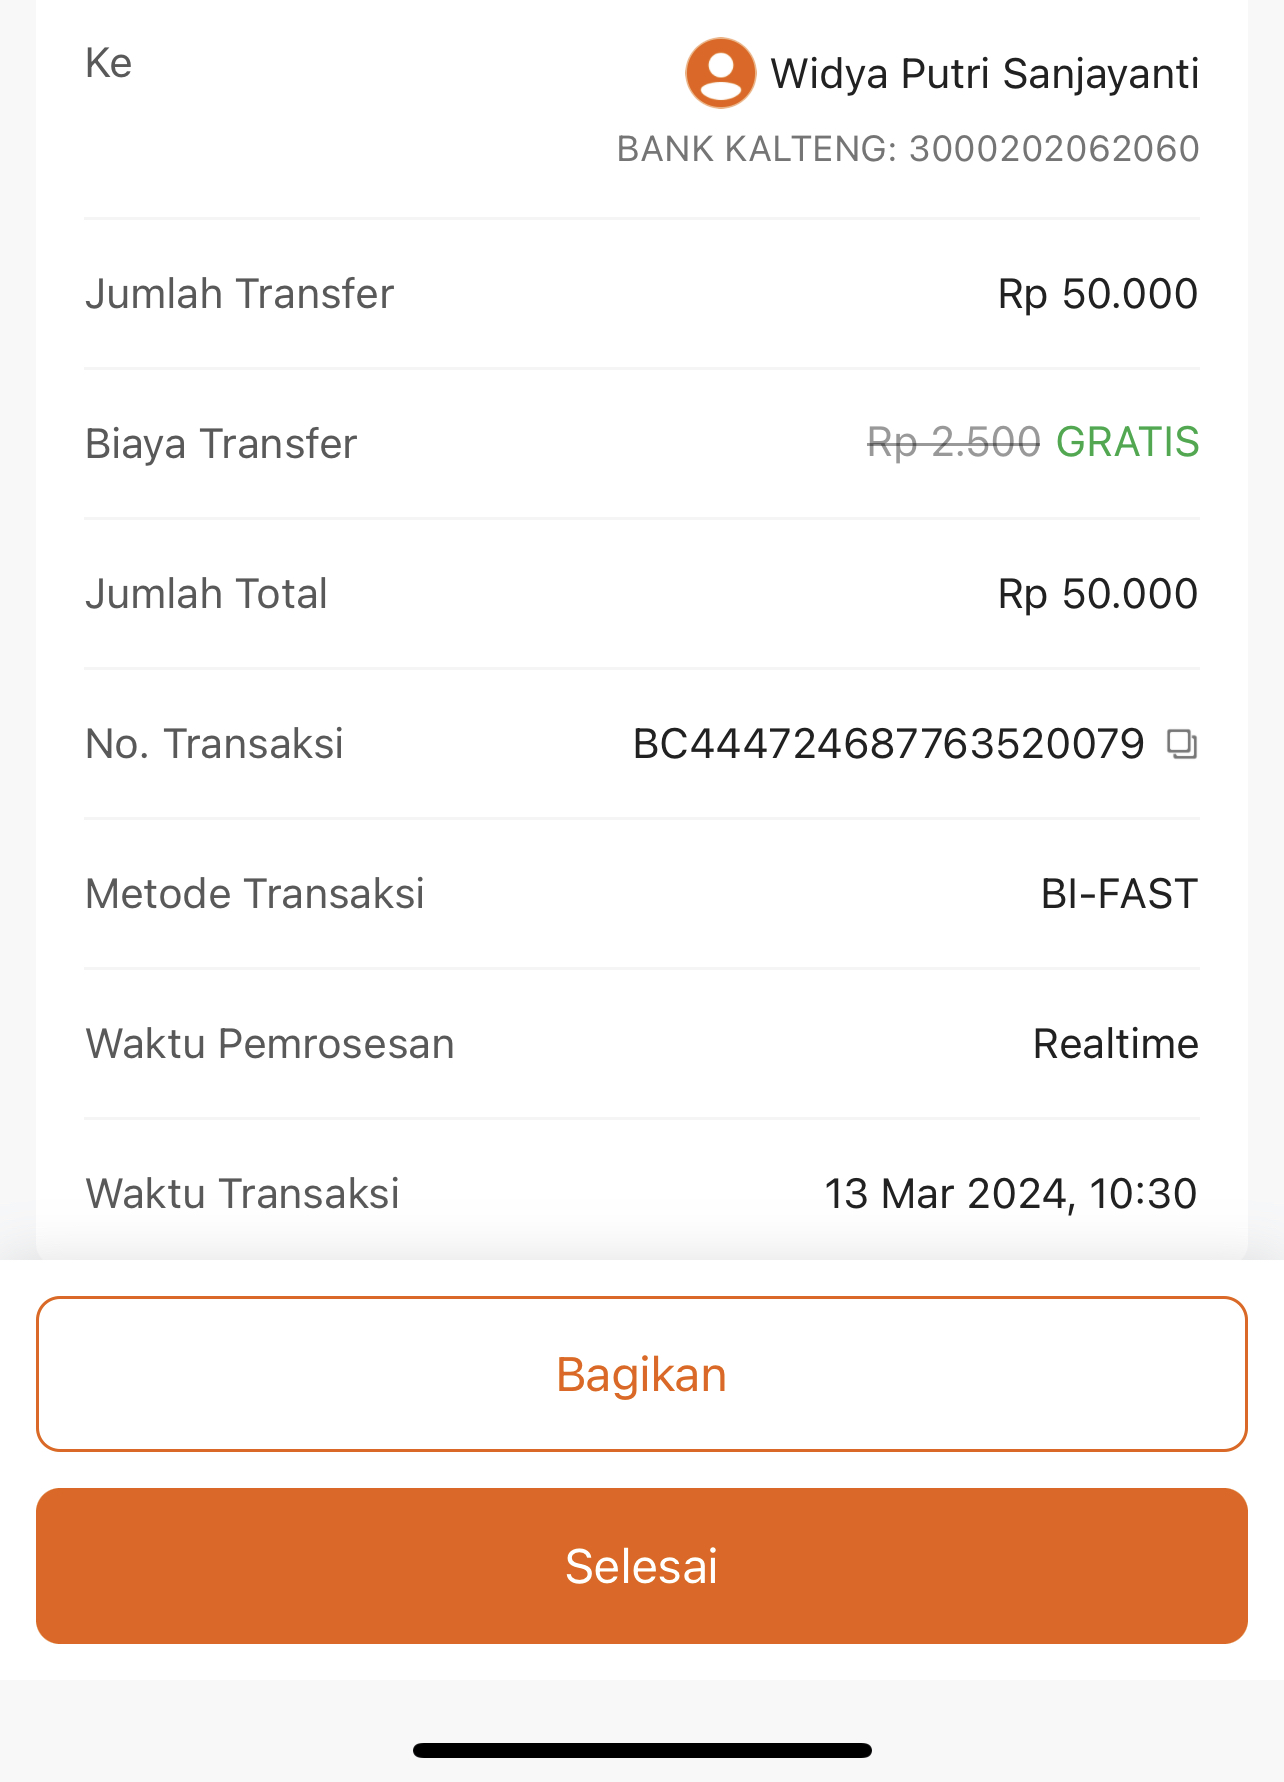 Ke
Widya Putri Sanjayanti
BANK KALTENG: 3000202062060
Jumlah Transfer
Rp 50.000
Biaya Transfer
Rp 2.500 GRATIS
Jumlah Total
Rp 50.000
No. Transaksi
BC444724687763520079
Metode Transaksi
BI-FAST
Waktu Pemrosesan
Realtime
Waktu Transaksi
13 Mar 2024, 10:30
Bagikan
Selesai